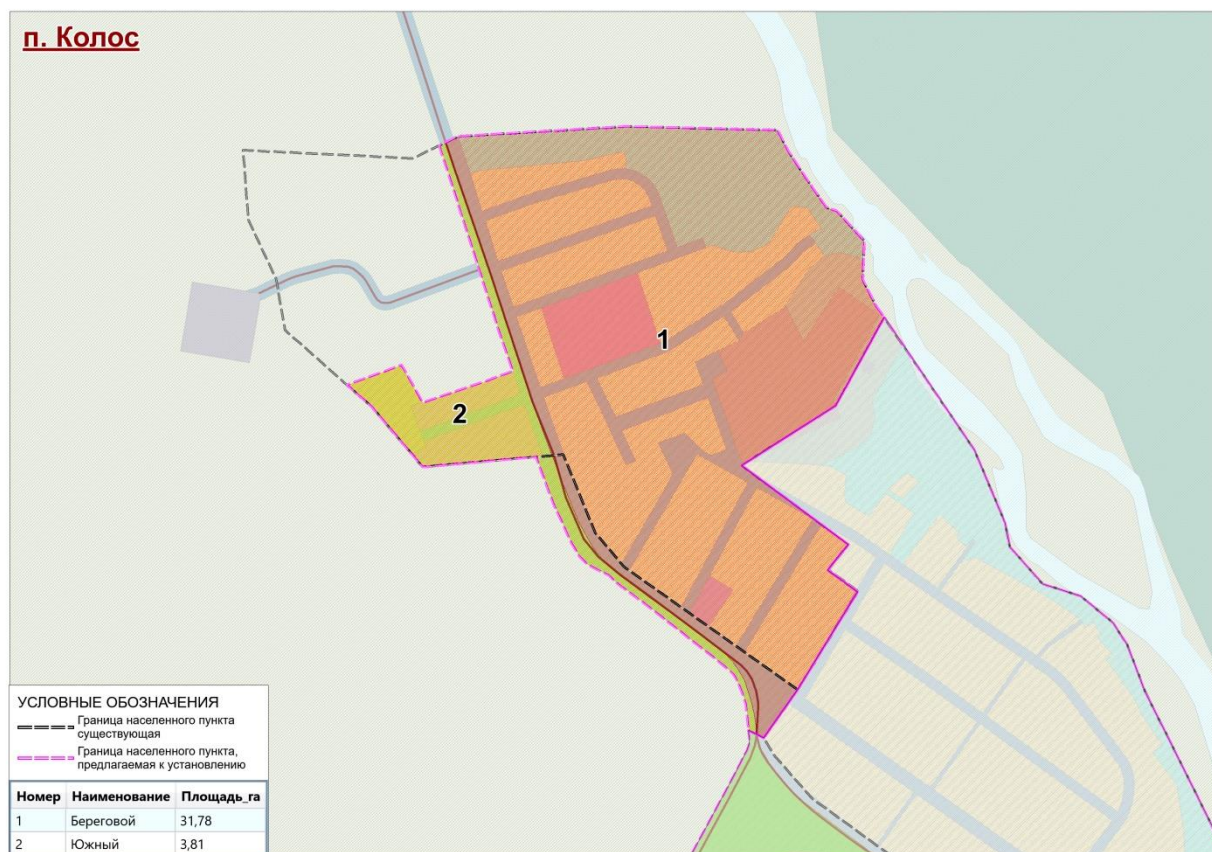 п. Колос
1
2
УСЛОВНЫЕ ОБОЗНАЧЕНИЯ
Граница населенного пункта
существующая
Граница населенного пункта,
предлагаемая к установлению
Номер Наименование Площадь_га
1 Береговой 31,78
2 Южный 3,81